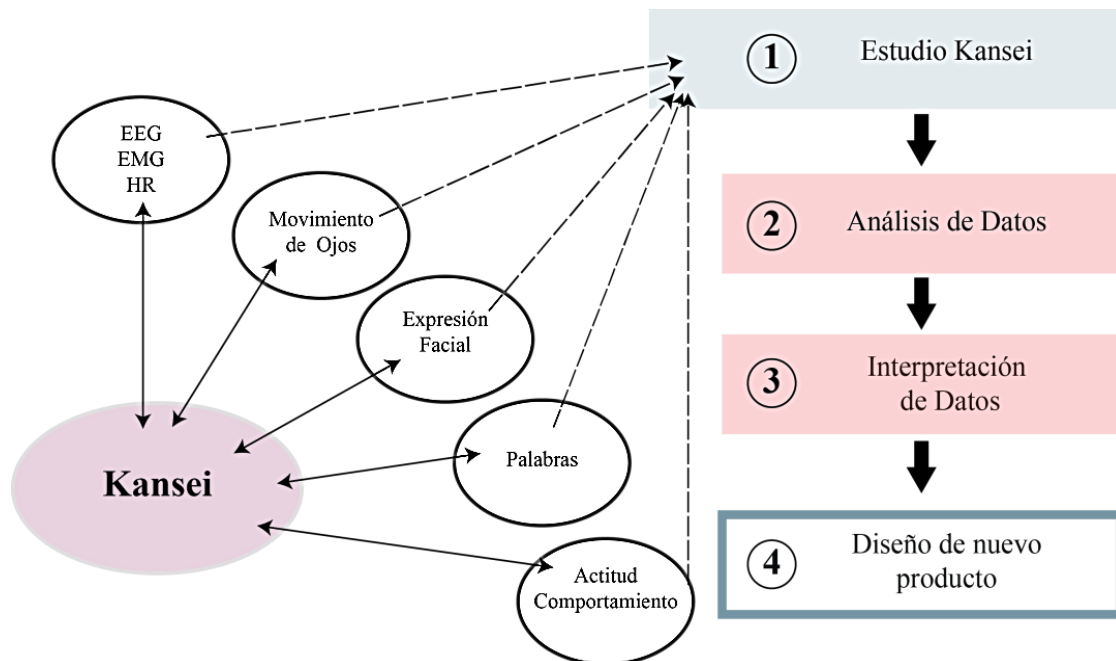 EEG
EMG
HR
Movimiento
de Ojos
Expresión
Facial
Palabras
Actitud
Comportamiento
Kansei
1
Estudio Kansei
2
Análisis de Datos
3
Interpretación
de Datos
4
Diseño de nuevo
producto